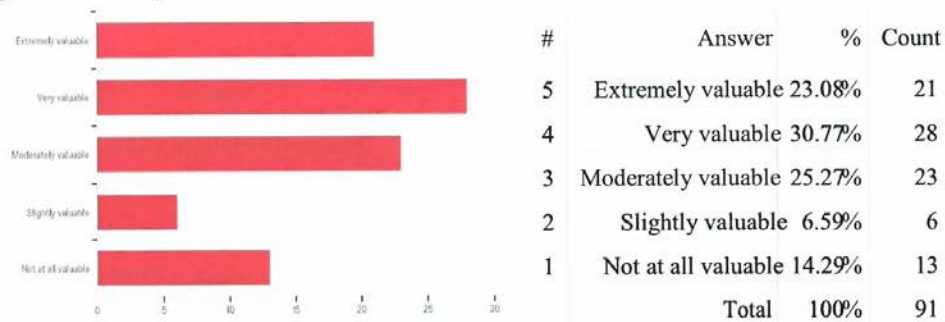 Extremely valuable
Very valuable
Moderately valuable
Slightly valuable
Not at all valuable
0 5 10 15 20 25 30
# Answer % Count
5 Extremely valuable 23.08% 21
4 Very valuable 30.77% 28
3 Moderately valuable 25.27% 23
2 Slightly valuable 6.59% 6
1 Not at all valuable 14.29% 13
Total 100% 91